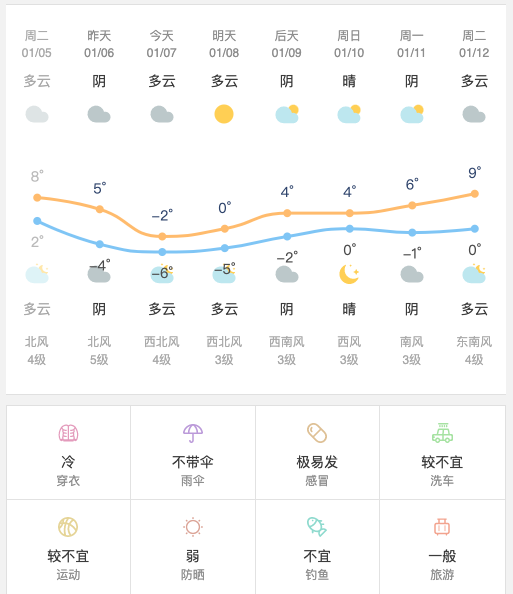 周二 昨天 今天 明天 后天 周日 周一 周二
01/05 01/06 01/07 01/08 01/09 01/10 01/11 01/12
多云 阴 多云 多云 阴 晴 阴 多云
8° 5° -2° 0° 4° 4° 6° 9°
2° -4° -6° -5° -2° 0° -1° 0°
多云 阴 多云 多云 阴 晴 阴 多云
北风 北风 西北风 西北风 西南风 西风 南风 东南风
4级 5级 4级 3级 3级 3级 3级 4级
冷 不带伞 极易发 较不宜
穿衣 雨伞 感冒 洗车
较不宜 弱 不宜 一般
运动 防晒 钓鱼 旅游